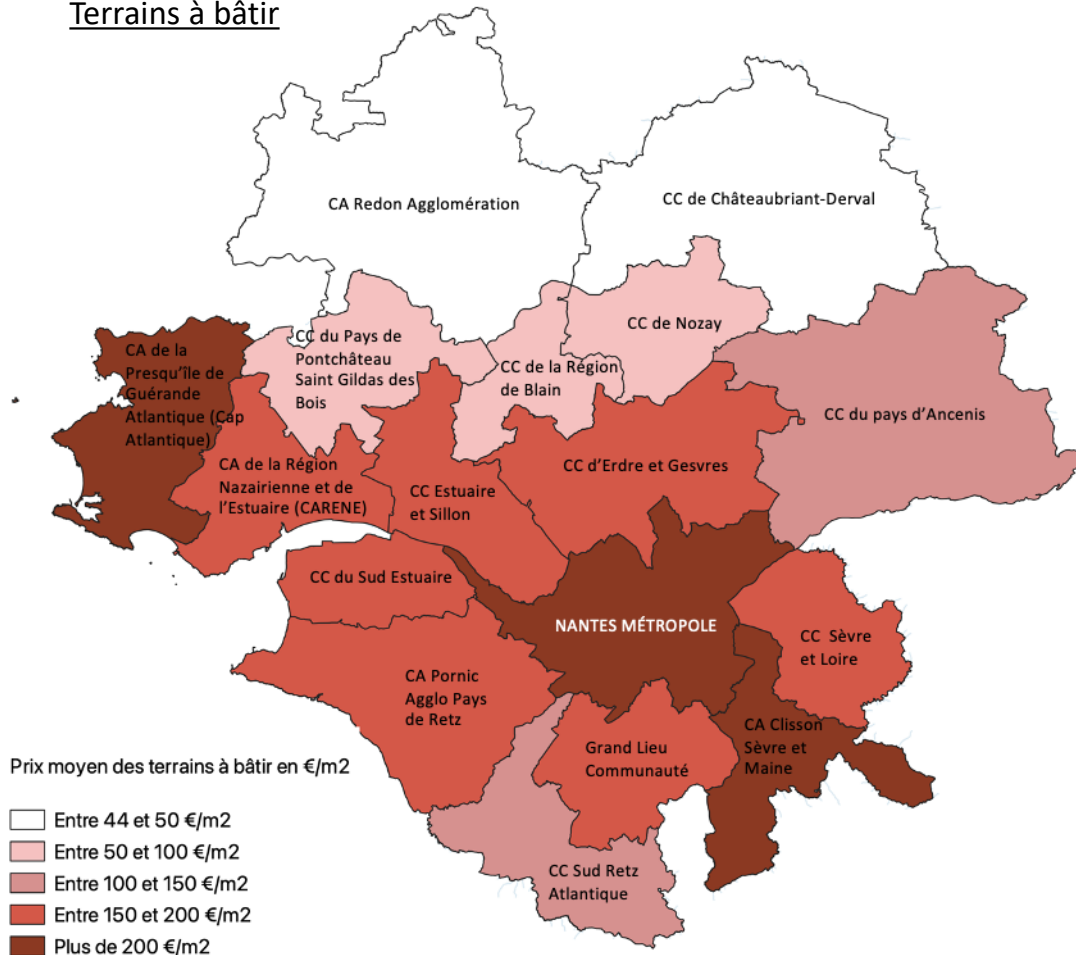 Terrains à bâtir
CA Redon Agglomération
CC de Châteaubriant-Derval
CC de Nozay
CC du Pays de
Pontchâteau
Saint Gildas des
Bois
CA de la
Presqu'île de
Guérande
Atlantique (Cap
Atlantique)
CC de la Région
de Blain
CC du pays d'Ancenis
CA de la Région
Nazairienne et de
l'Estuaire (CARENE)
CC Estuaire
et Sillon
CC d'Erdre et Gesvres
CC du Sud Estuaire
NANTES MÉTROPOLE
CC Sèvre
et Loire
CA Pornic
Agglo Pays
de Retz
CA Clisson
Sèvre et
Maine
Grand Lieu
Communauté
CC Sud Retz
Atlantique
Prix moyen des terrains à bâtir en €/m2
Entre 44 et 50 €/m2
Entre 50 et 100 €/m2
Entre 100 et 150 €/m2
Entre 150 et 200 €/m2
Plus de 200 €/m2